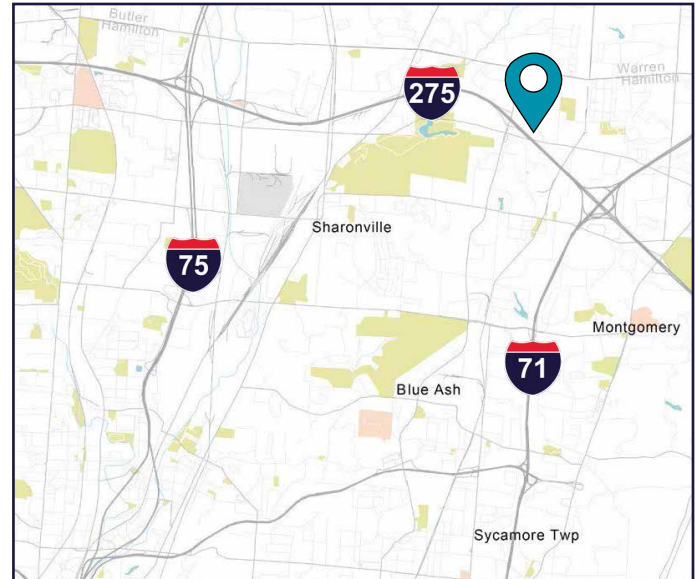 Butler
Hamilton
275
Warren
Hamilton
Sharonville
75
Montgomery
71
Blue Ash
Sycamore Twp